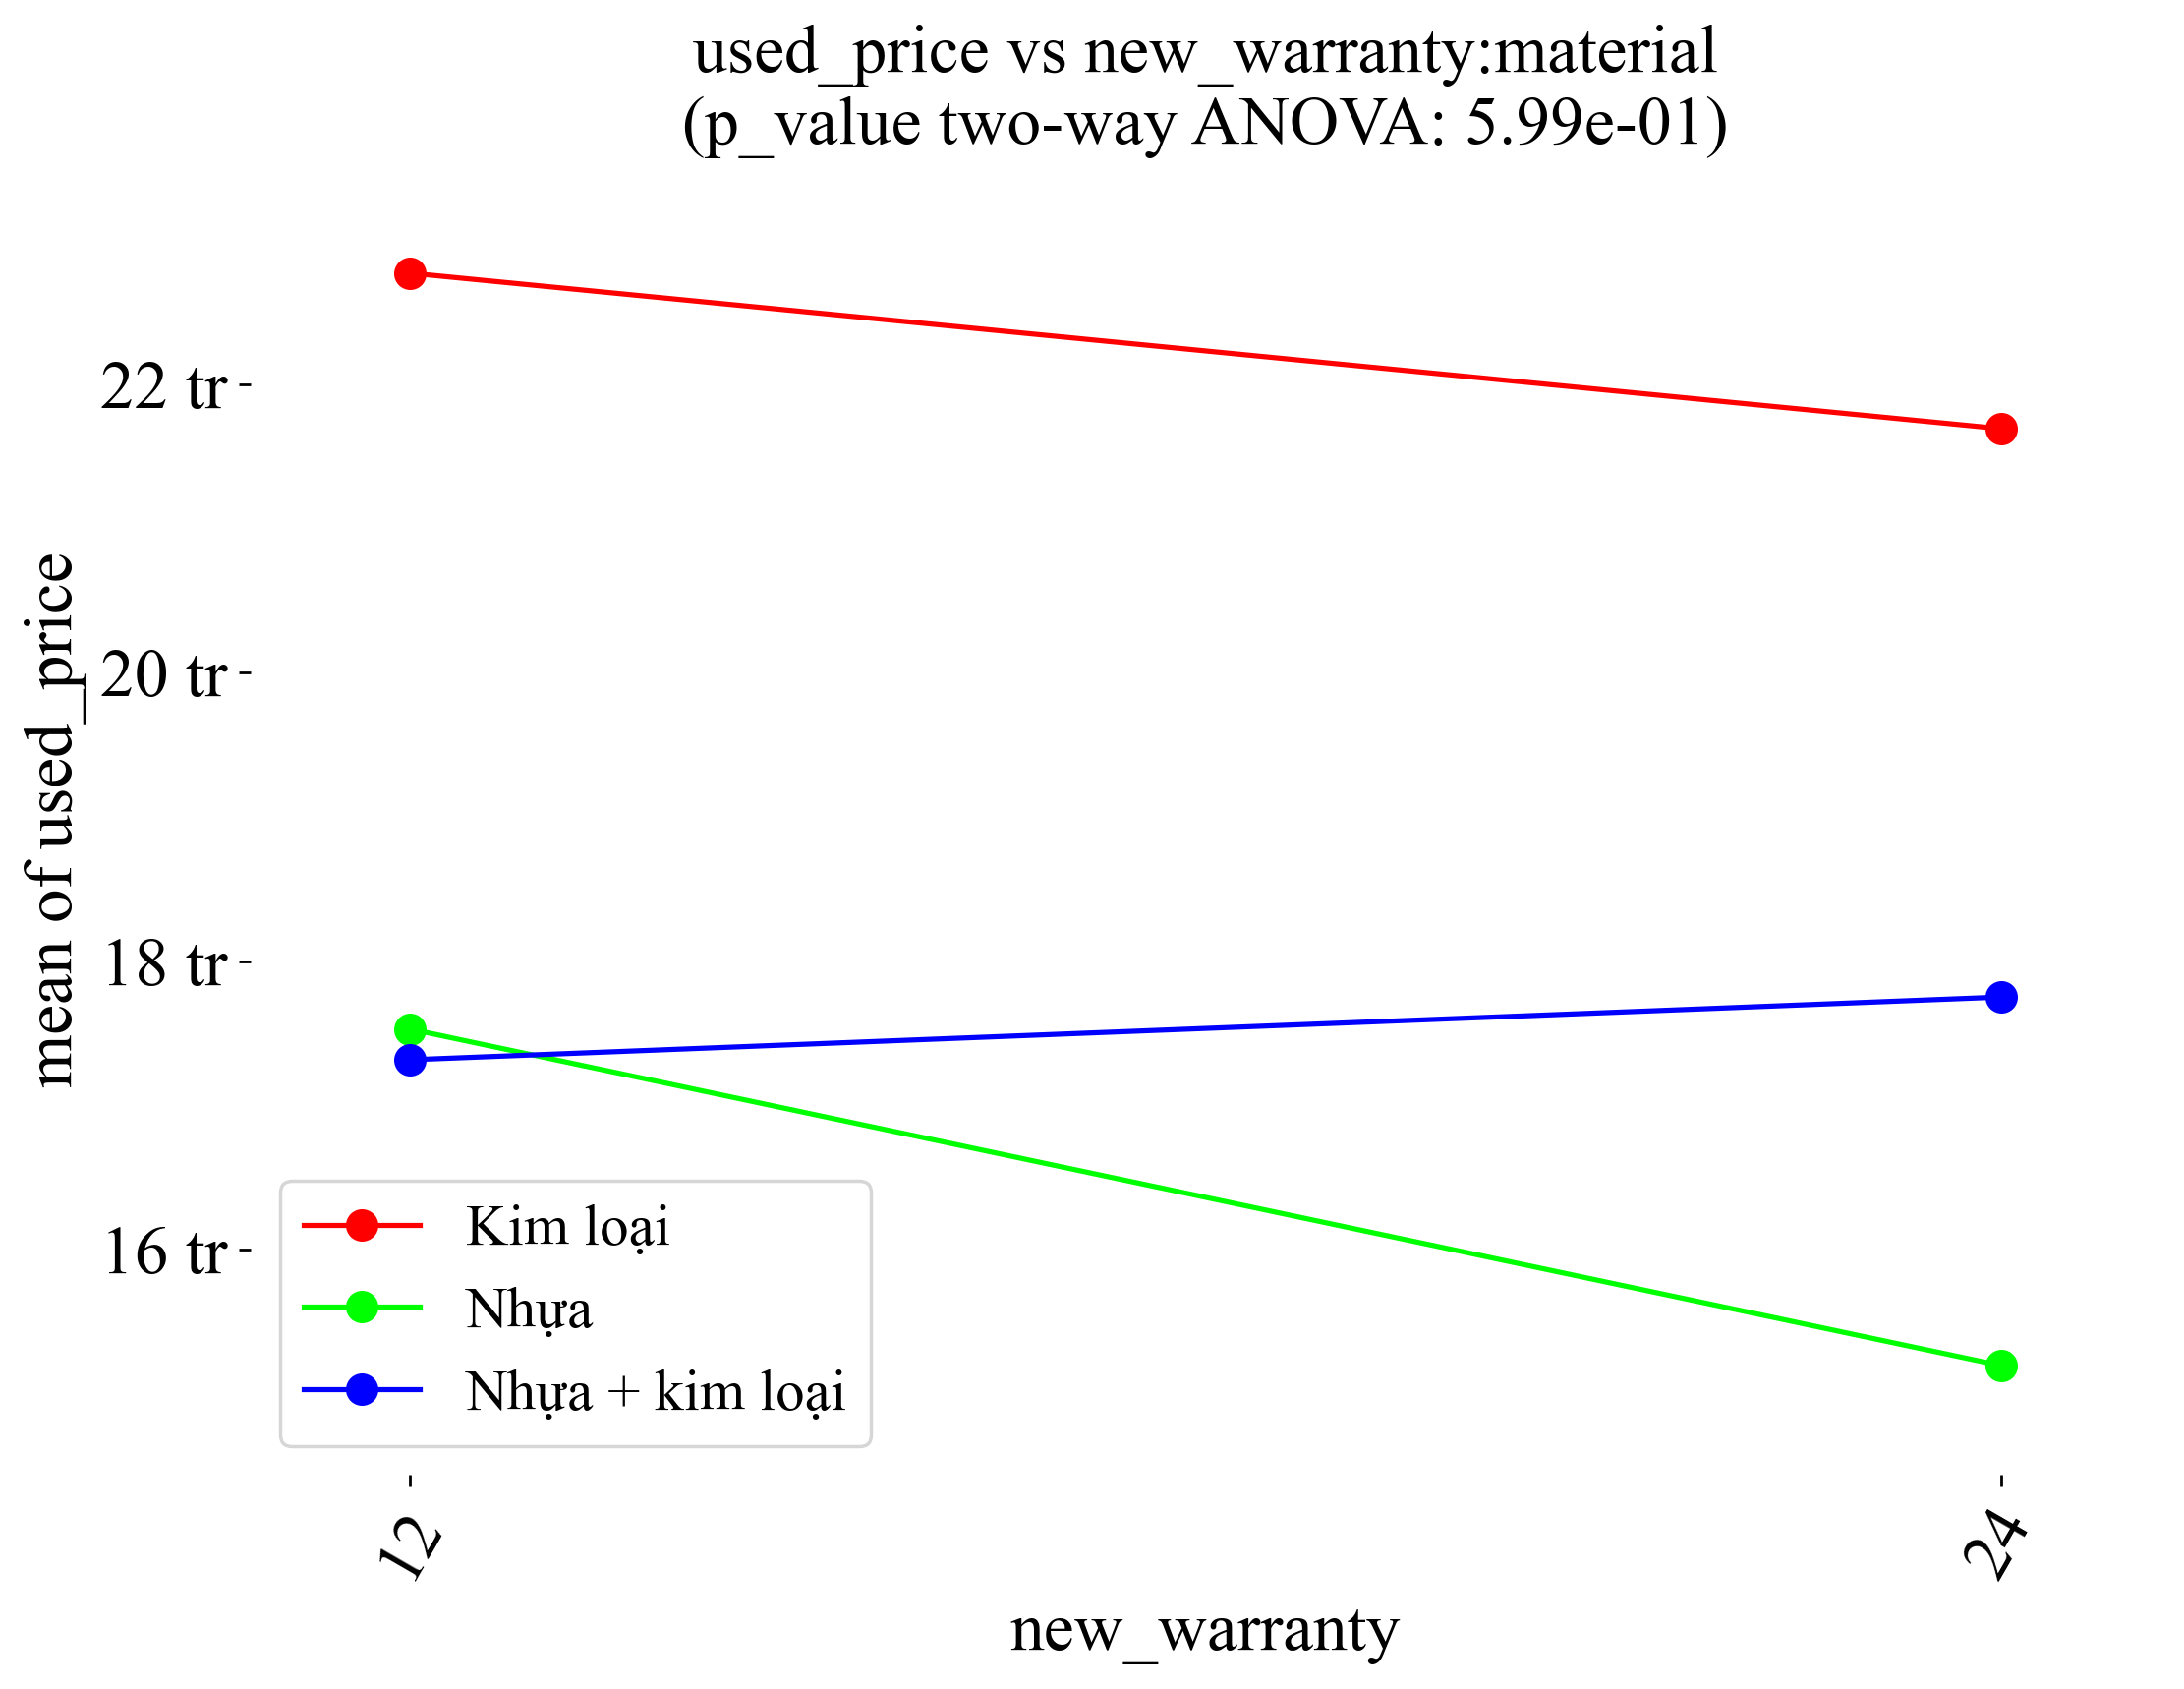 used_price vs new_warranty:material
(p_value two-way ANOVA: 5.99e-01)
mean of used_price
22 tr
20 tr
18 tr
16 tr
Kim loại
Nhựa
Nhựa + kim loại
12
24
new_warranty